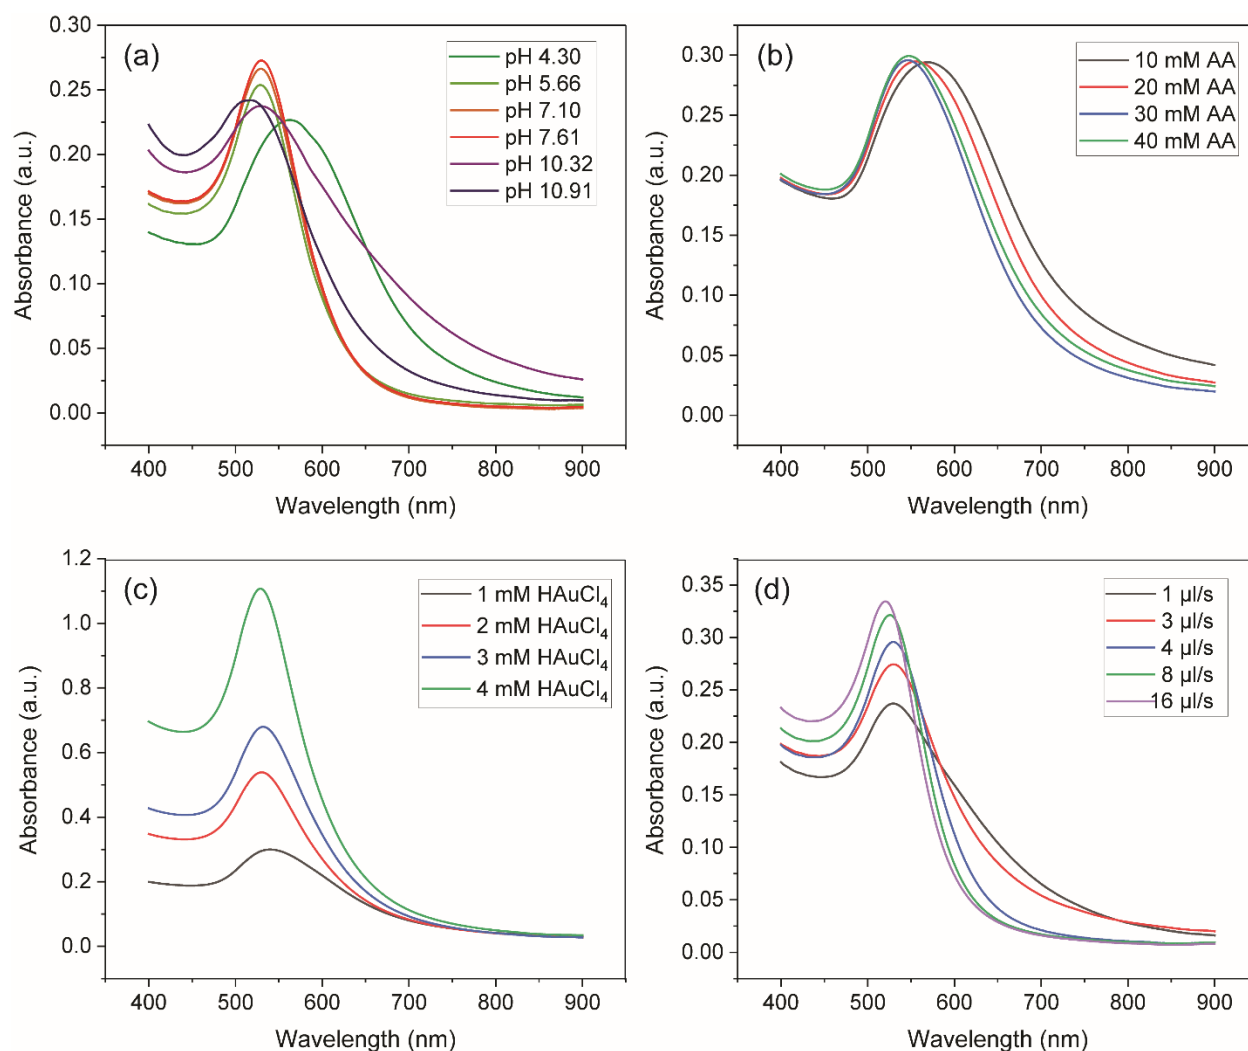 (a)
pH 4.30
pH 5.66
pH 7.10
pH 7.61
pH 10.32
pH 10.91
0.30
0.25
0.20
0.15
0.10
0.05
0.00
Absorbance (a.u.)
400 500 600 700 800 900
Wavelength (nm)
(b)
10 mM AA
20 mM AA
30 mM AA
40 mM AA
0.30
0.20
0.10
0.05
0.00
Absorbance (a.u.)
400 500 600 700 800 900
Wavelength (nm)
(c)
1 mM HAuCl₄
2 mM HAuCl₄
3 mM HAuCl₄
4 mM HAuCl₄
1.2
1.0
0.8
0.6
0.4
0.2
0.0
Absorbance (a.u.)
400 500 600 700 800 900
Wavelength (nm)
(d)
1 µl/s
3 µl/s
4 µl/s
8 µl/s
16 µl/s
0.35
0.30
0.25
0.20
0.15
0.10
0.05
0.00
Absorbance (a.u.)
400 500 600 700 800 900
Wavelength (nm)